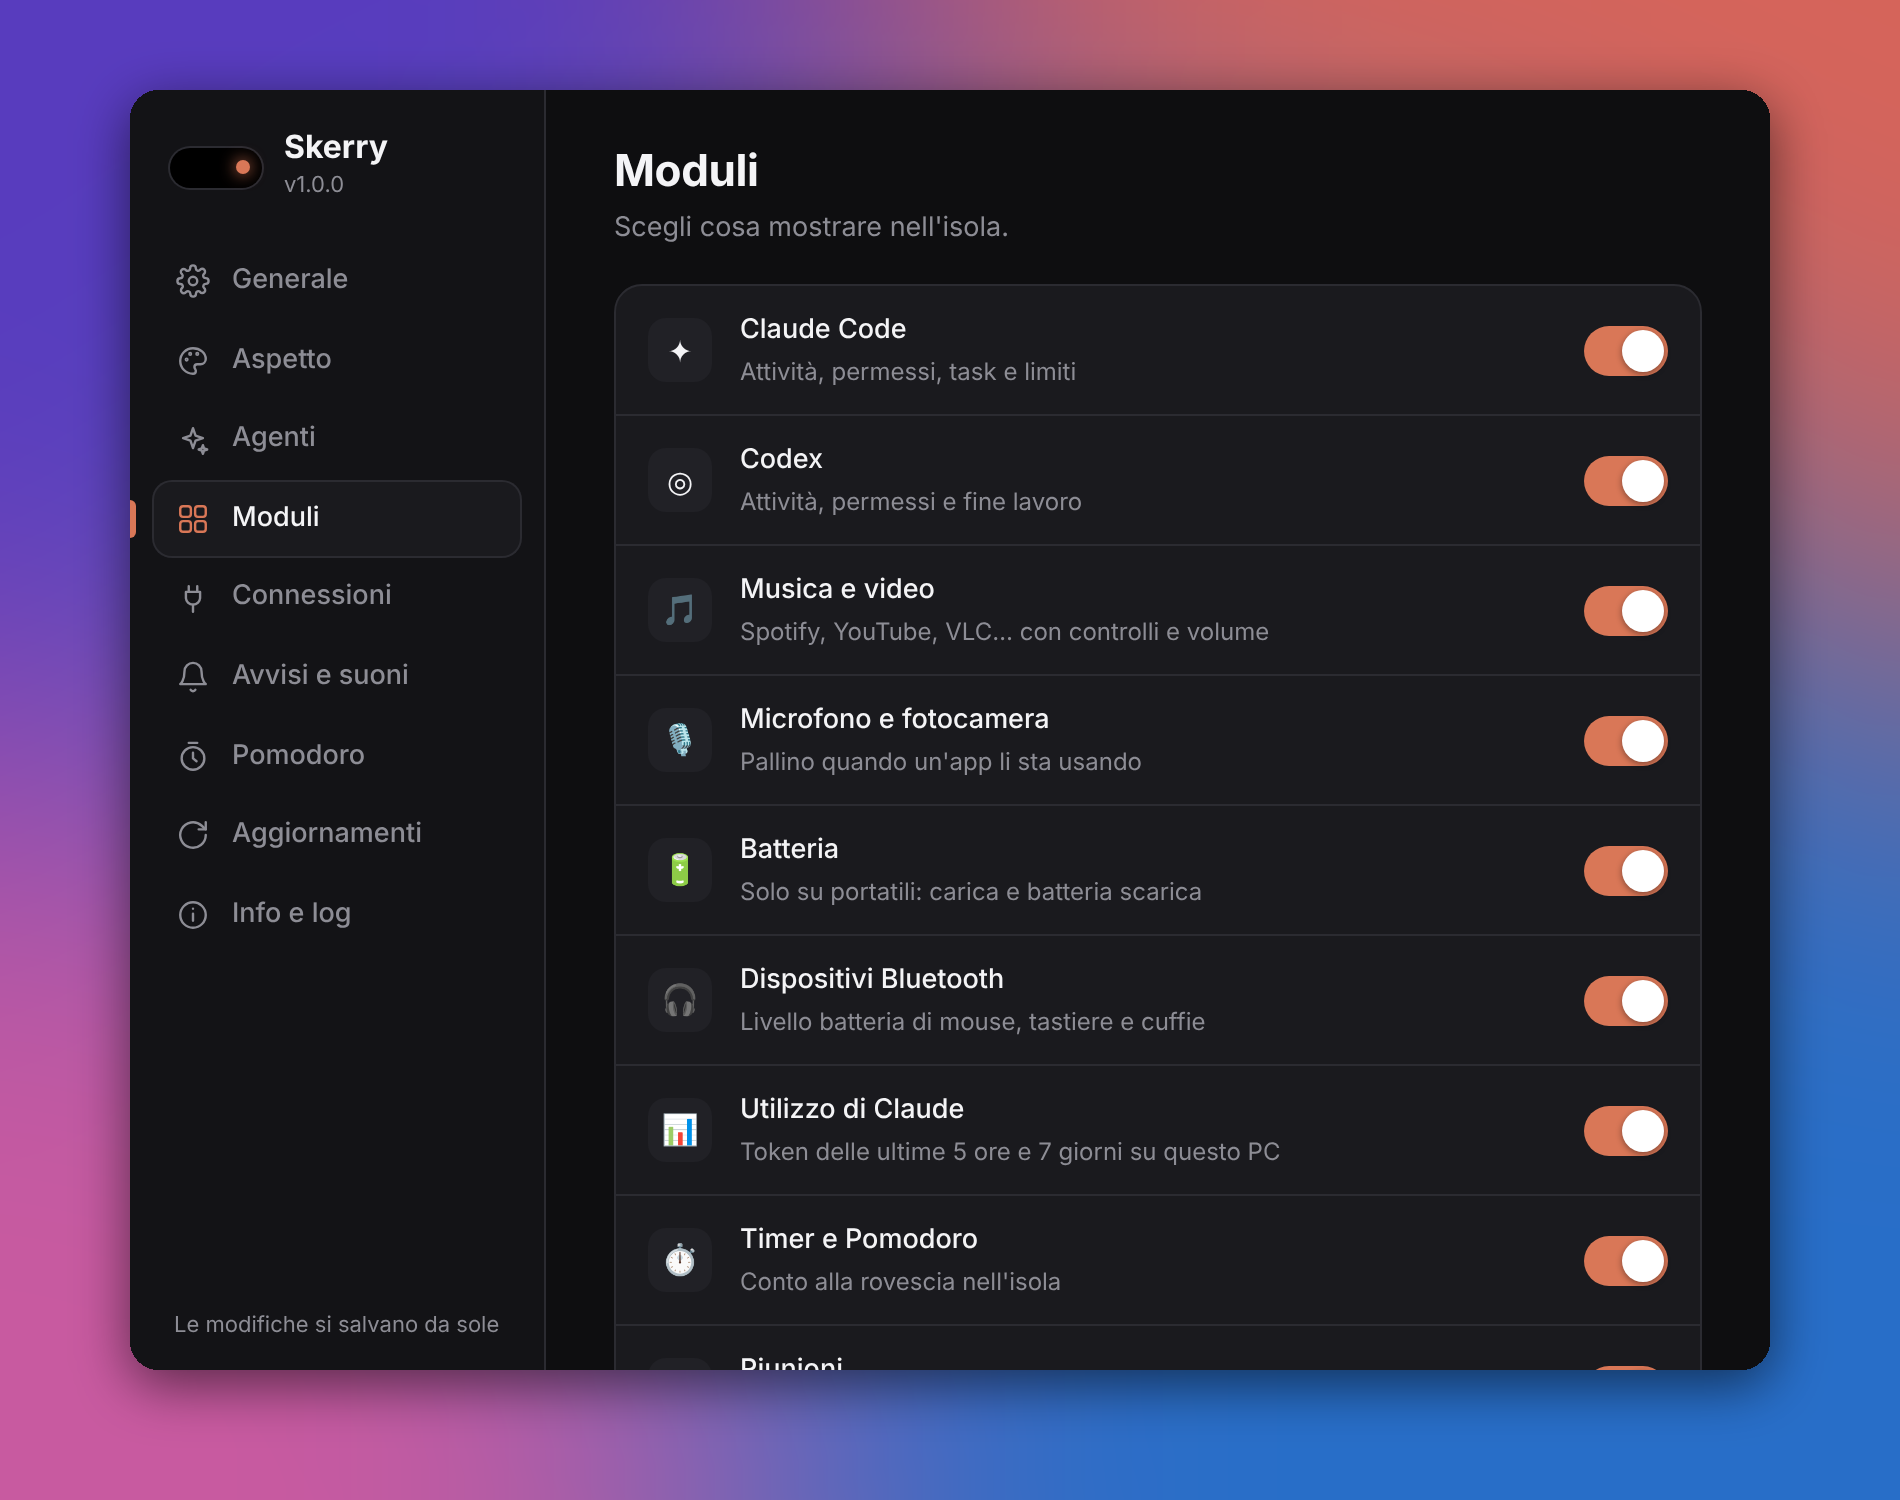 Skerry
v1.0.0
Generale
Aspetto
Agenti
Moduli
Connessioni
Avvisi e suoni
Pomodoro
Aggiornamenti
Info e log
Le modifiche si salvano da sole
Moduli
Scegli cosa mostrare nell'isola.
Claude Code
Attività, permessi, task e limiti
Codex
Attività, permessi e fine lavoro
Musica e video
Spotify, YouTube, VLC... con controlli e volume
Microfono e fotocamera
Pallino quando un'app li sta usando
Batteria
Solo su portatili: carica e batteria scarica
Dispositivi Bluetooth
Livello batteria di mouse, tastiere e cuffie
Utilizzo di Claude
Token delle ultime 5 ore e 7 giorni su questo PC
Timer e Pomodoro
Conto alla rovescia nell'isola
Riunioni